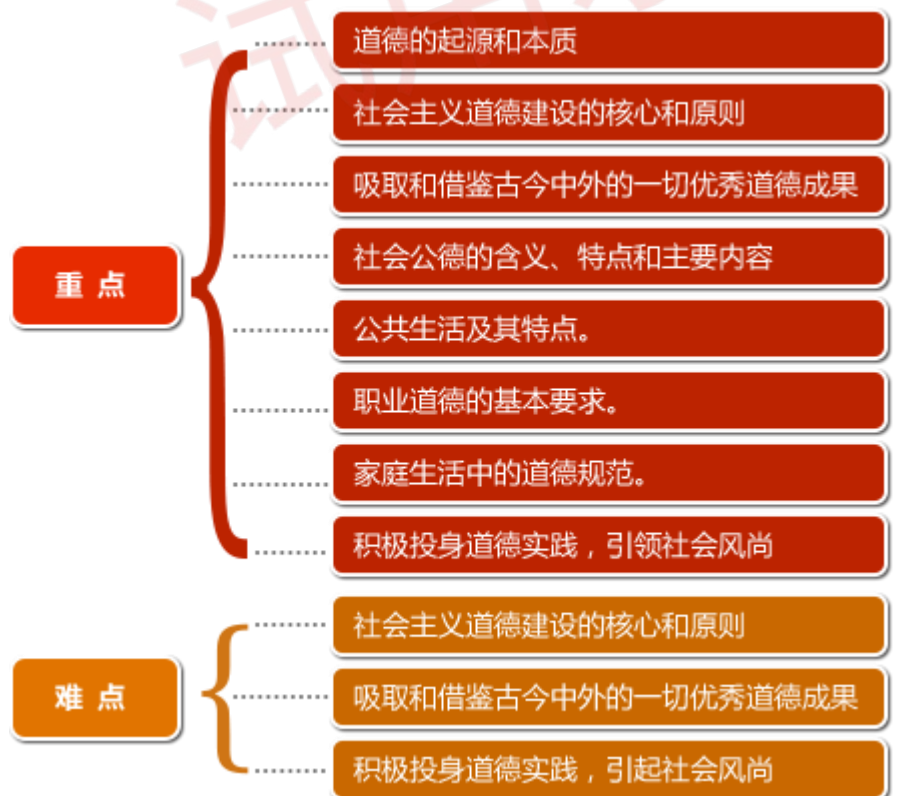 道德的起源和本质
社会主义道德建设的核心和原则
吸取和借鉴古今中外的一切优秀道德成果
社会公德的含义、特点和主要内容
重点
公共生活及其特点。
职业道德的基本要求。
家庭生活中的道德规范。
积极投身道德实践，引领社会风尚
社会主义道德建设的核心和原则
难点
吸取和借鉴古今中外的一切优秀道德成果
积极投身道德实践，引起社会风尚